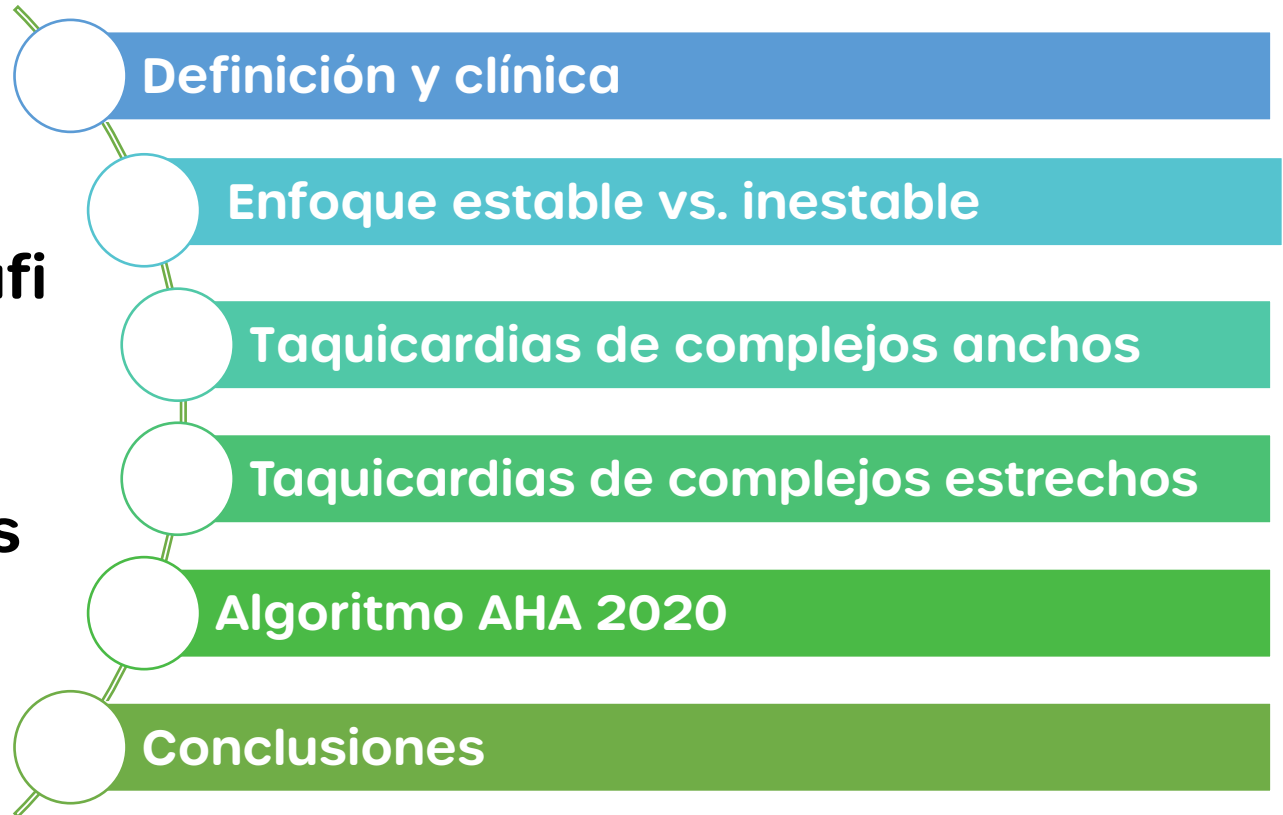 Definición y clínica
Enfoque estable vs. inestable
Taquicardias de complejos anchos
Taquicardias de complejos estrechos
Algoritmo AHA 2020
Conclusiones